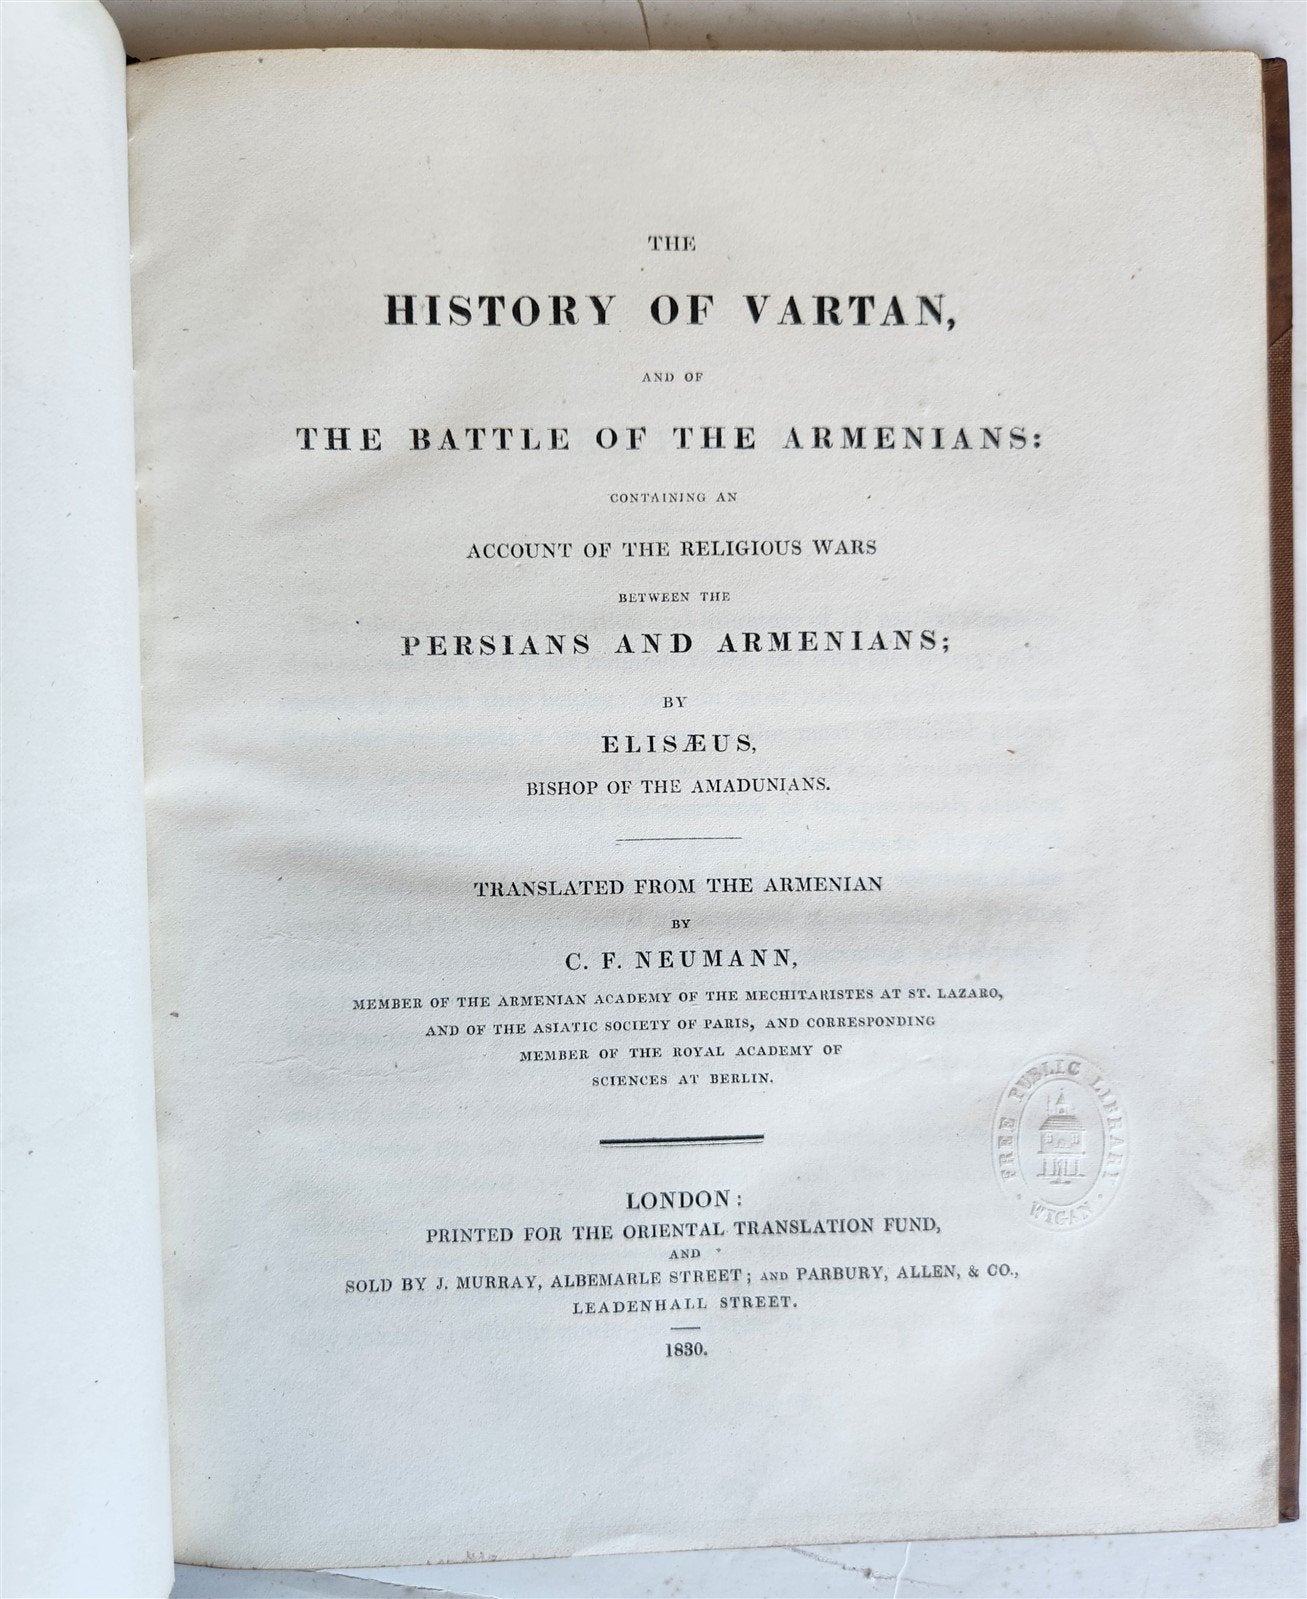 THE
HISTORY OF VARTAN,
AND OF
THE BATTLE OF THE ARMENIANS:
CONTAINING AN
ACCOUNT OF THE RELIGIOUS WARS
BETWEEN THE
PERSIANS AND ARMENIANS;
BY
ELISÆUS,
BISHOP OF THE AMADUNIANS.
TRANSLATED FROM THE ARMENIAN
BY
C. F. NEUMANN,
MEMBER OF THE ARMENIAN ACADEMY OF THE MECHITARISTES AT ST. LAZARO,
AND OF THE ASIATIC SOCIETY OF PARIS, AND CORRESPONDING
MEMBER OF THE ROYAL ACADEMY OF
SCIENCES AT BERLIN.
FREE PUBLIC LIBRARY
WIGAN
LONDON:
PRINTED FOR THE ORIENTAL TRANSLATION FUND,
AND
SOLD BY J. MURRAY, ALBEMARLE STREET; AND PARBURY, ALLEN, & CO.,
LEADENHALL STREET.
1830.